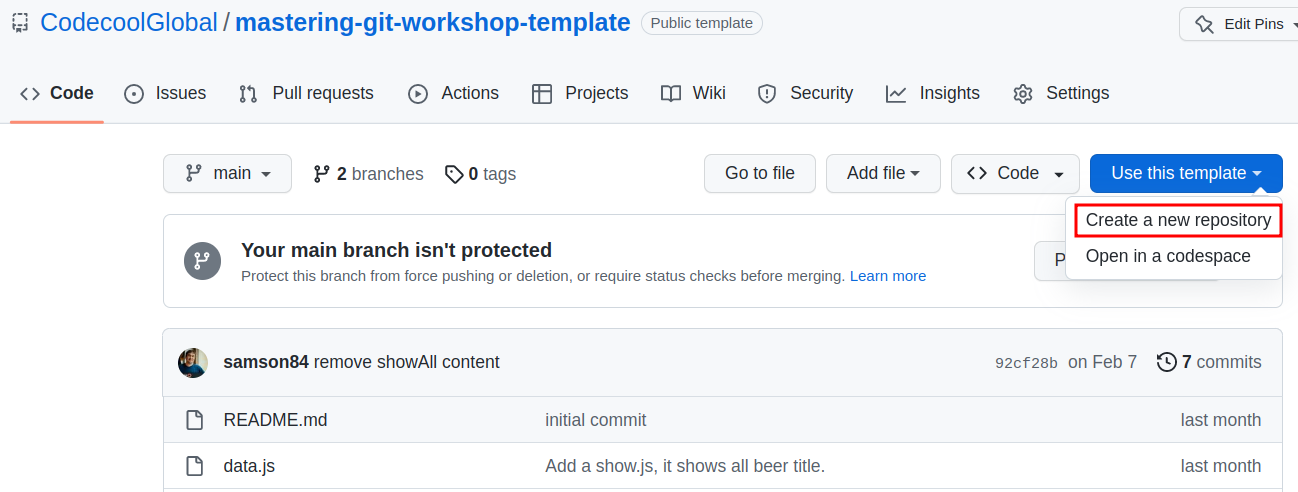 CodecoolGlobal / mastering-git-workshop-template Public template Edit Pins
Code Issues Pull requests Actions Projects Wiki Security Insights Settings
main 2 branches 0 tags Go to file Add file Code Use this template
Create a new repository
Open in a codespace
Your main branch isn't protected
Protect this branch from force pushing or deletion, or require status checks before merging. Learn more
P
samson84 remove showAll content 92cf28b on Feb 7 7 commits
README.md initial commit last month
data.js Add a show.js, it shows all beer title. last month